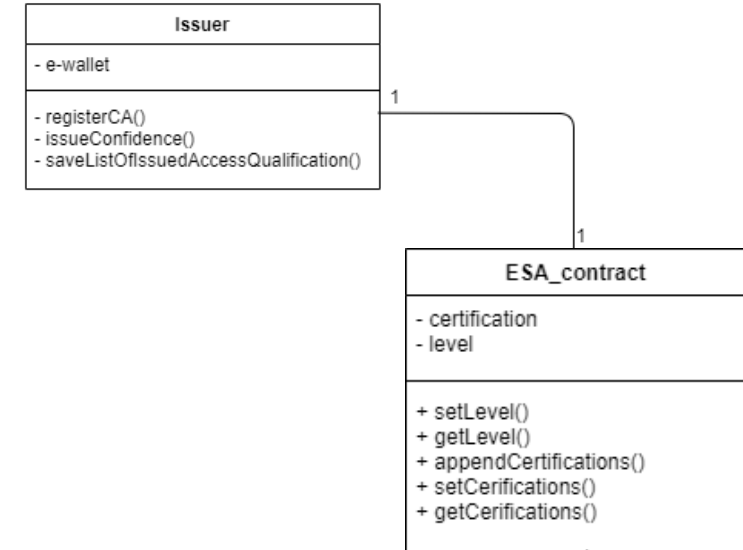 Issuer
- e-wallet
- registerCA()
- issueConfidence()
- saveListOfIssuedAccessQualification()
1
1
ESA_contract
- certification
- level
+ setLevel()
+ getLevel()
+ appendCertifications()
+ setCerifications()
+ getCerifications()